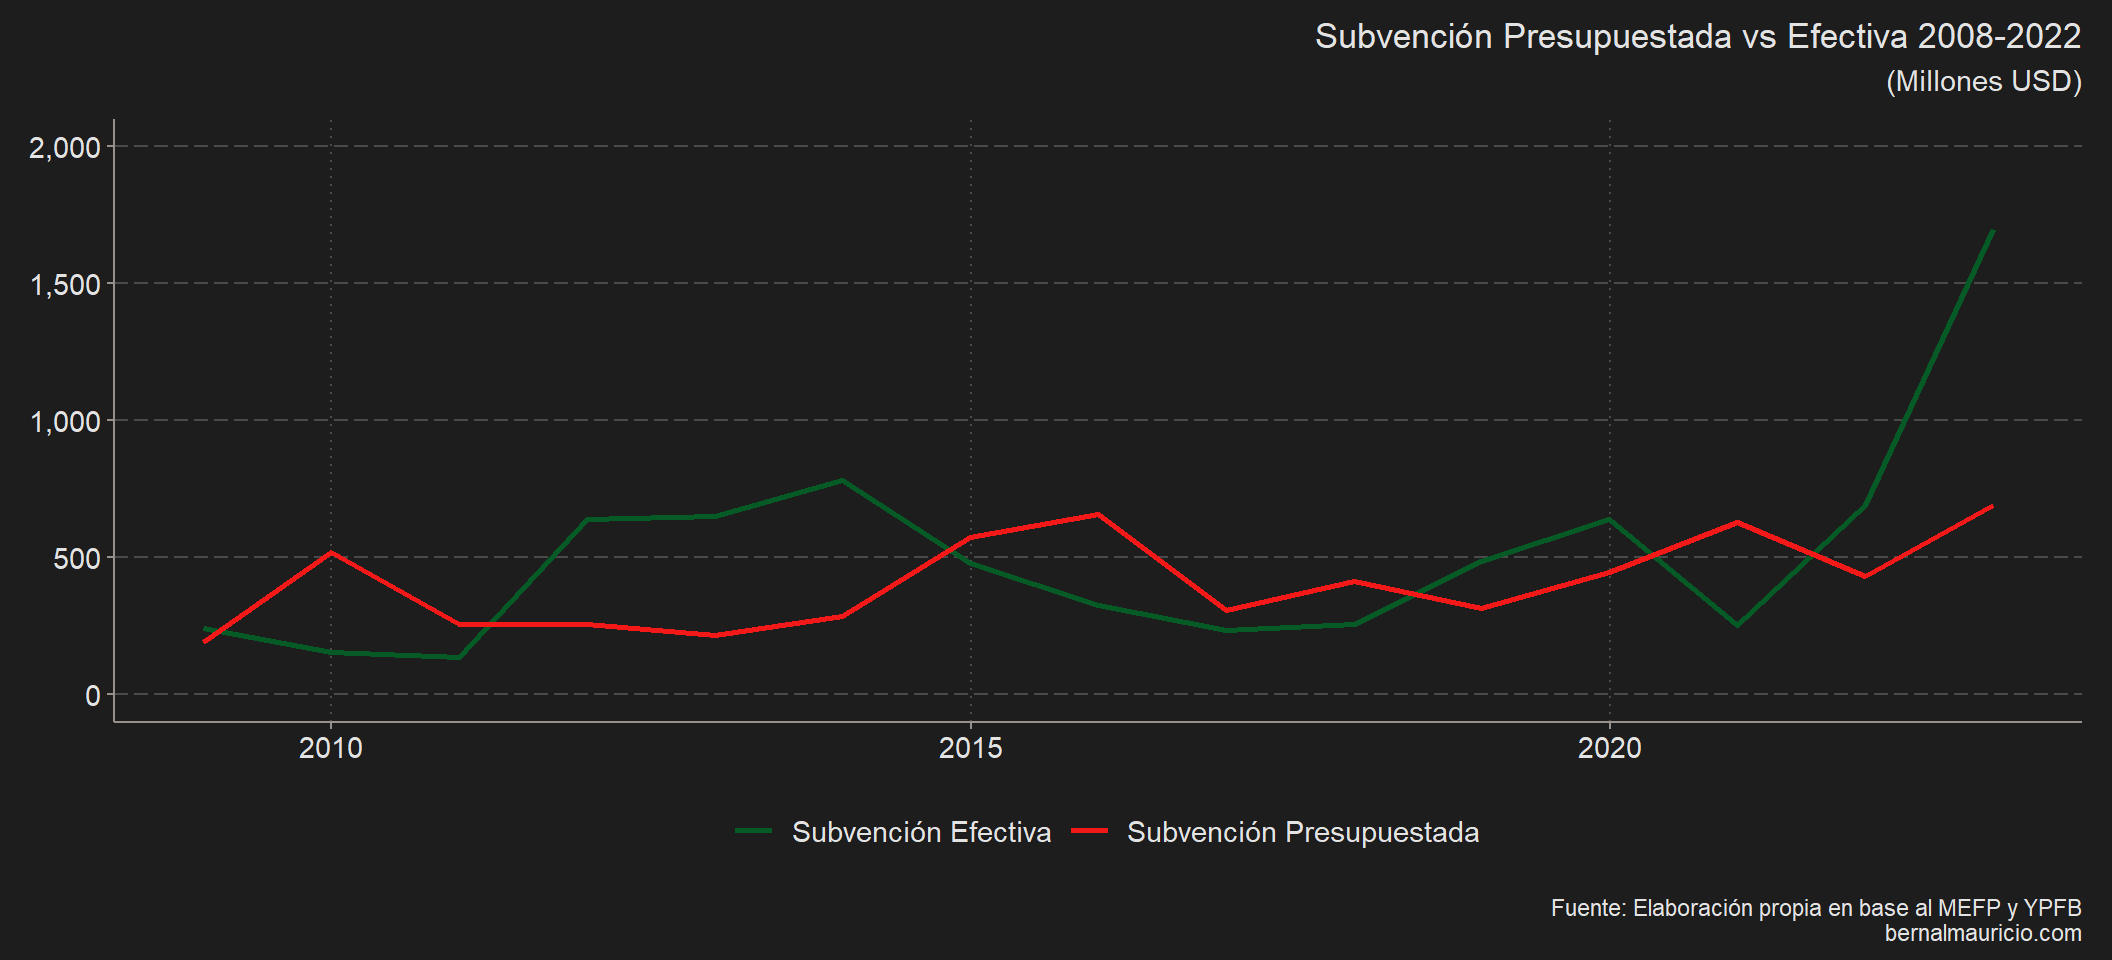 Subvención Presupuestada vs Efectiva 2008-2022
(Millones USD)
2,000
1,500
1,000
500
0
2010 2015 2020
Subvención Efectiva Subvención Presupuestada
Fuente: Elaboración propia en base al MEFP y YPFB
bernalmauricio.com